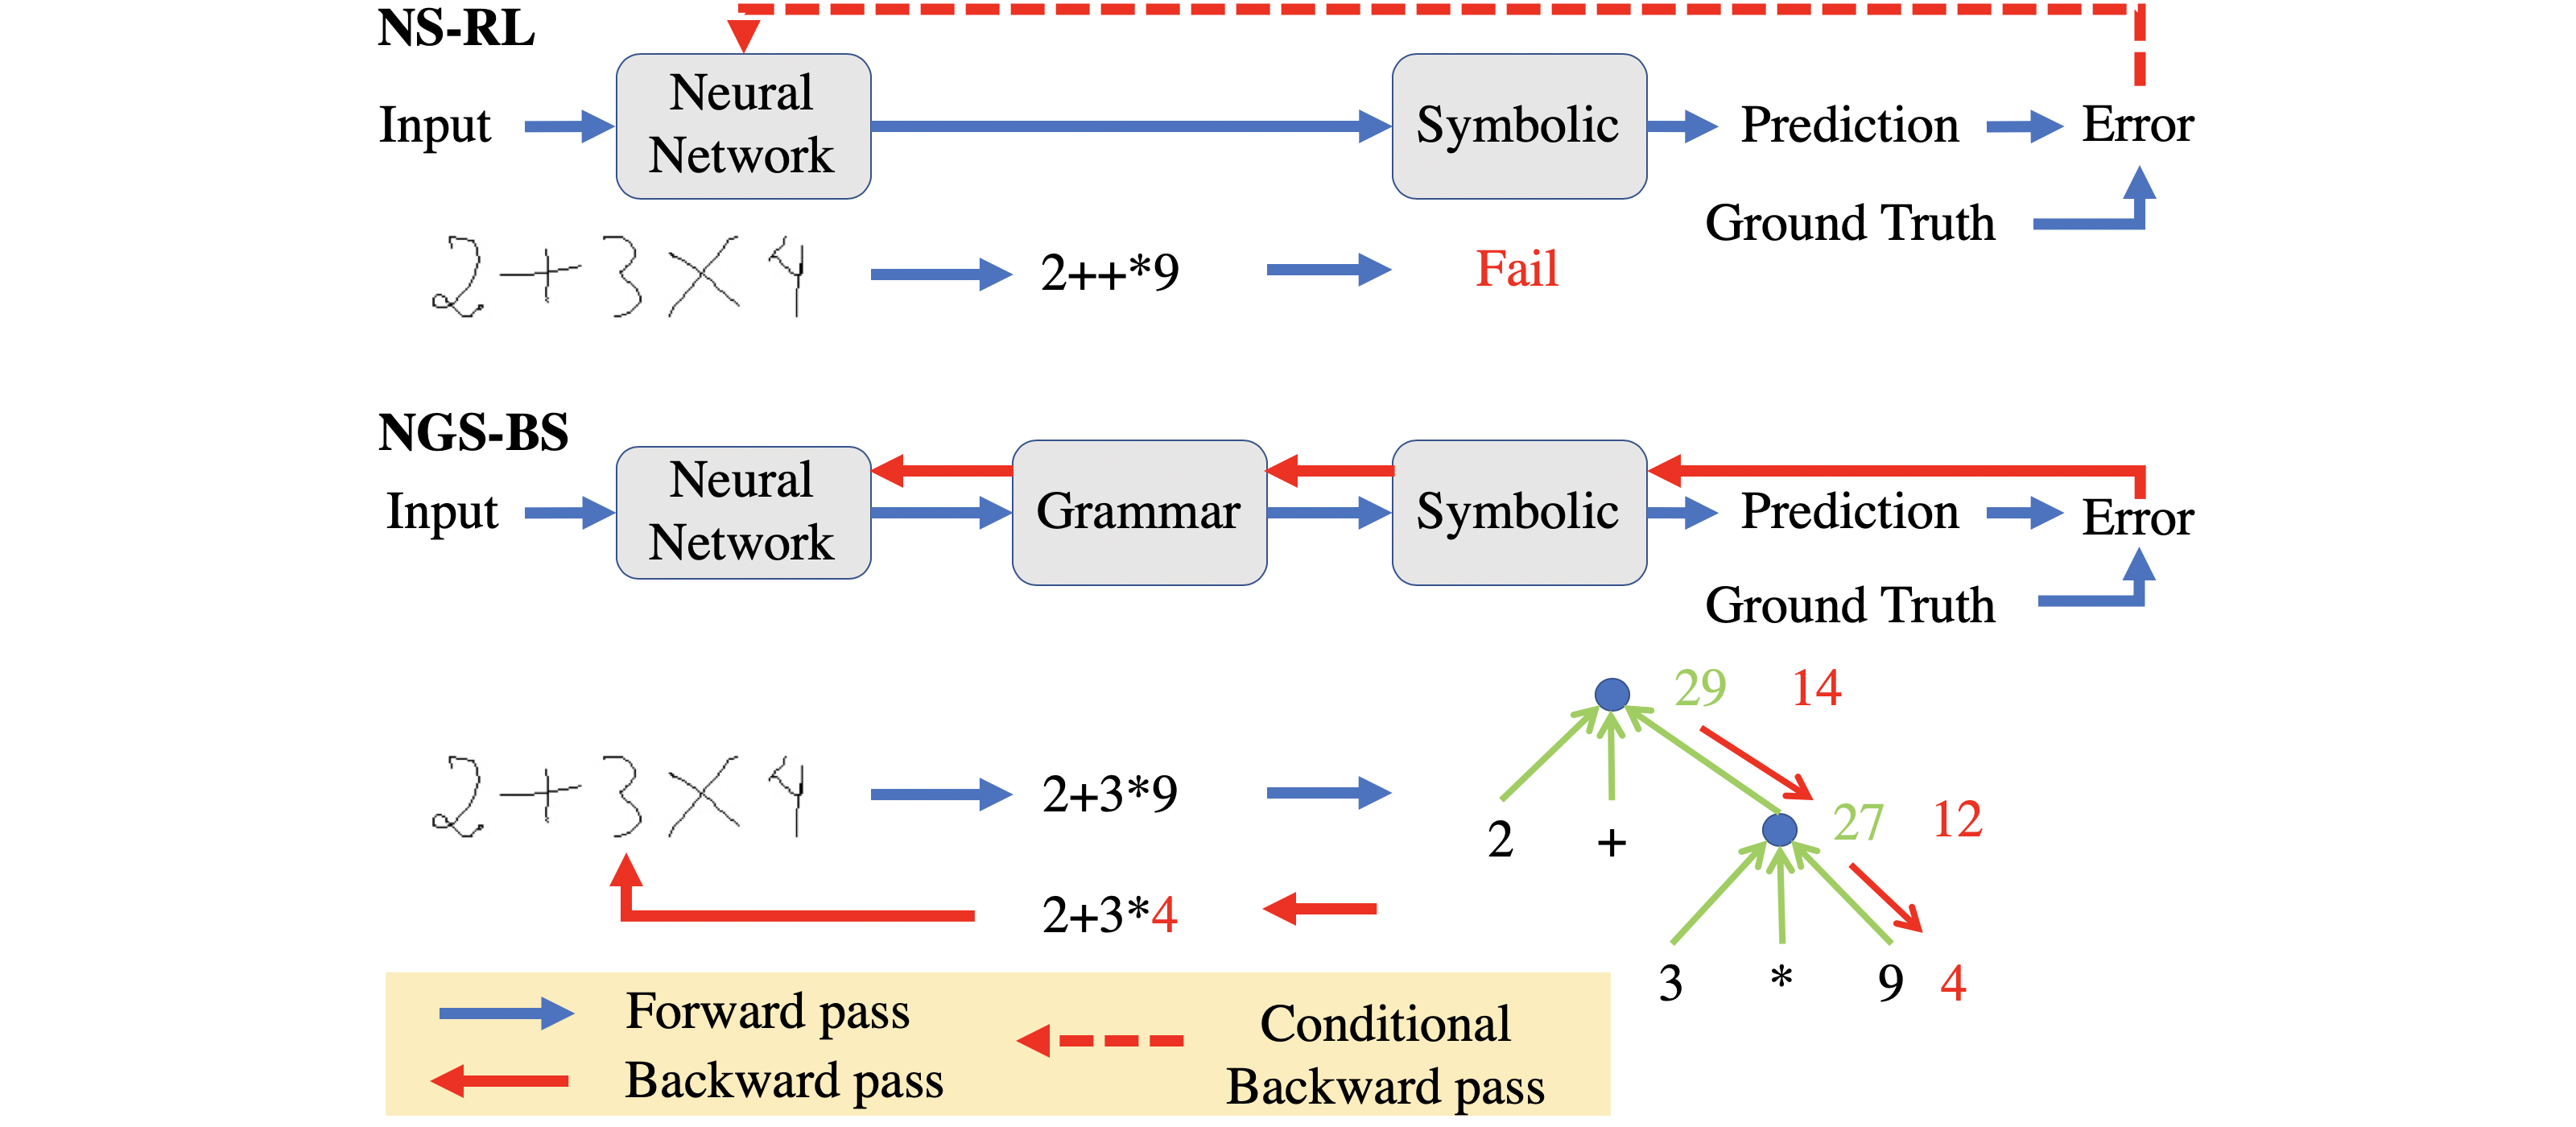 NS-RL
Input
Neural
Network
Symbolic
Prediction
Error
Ground Truth
2+3×4
2++*9
Fail
NGS-BS
Input
Neural
Network
Grammar
Symbolic
Prediction
Error
Ground Truth
29 14
2+3×4
2+3*9
2 +
27 12
2+3*4
3 * 9 4
Forward pass
Backward pass
Conditional
Backward pass